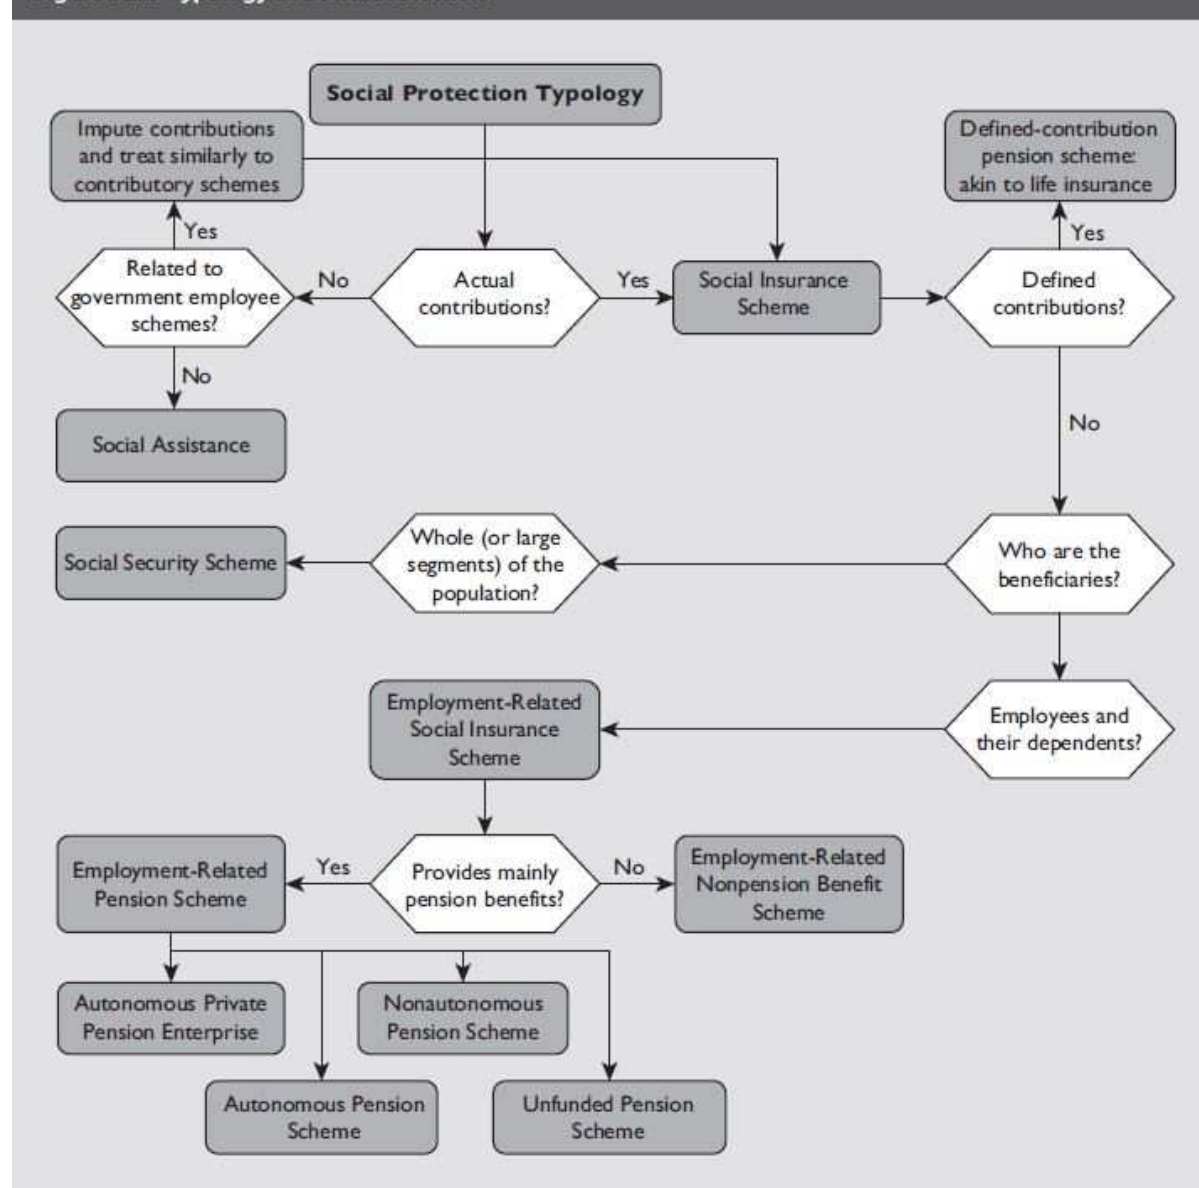 Social Protection Typology
Impute contributions
and treat similarly to
contributory schemes
Defined-contribution
pension scheme:
akin to life insurance
Yes
Yes
Related to
government employee
schemes?
No
Actual
contributions?
Yes
Social Insurance
Scheme
Defined
contributions?
No
No
Social Assistance
Social Security Scheme
Whole (or large
segments) of the
population?
Who are the
beneficiaries?
Employment-Related
Social Insurance
Scheme
Employees and
their dependents?
Employment-Related
Pension Scheme
Yes
Provides mainly
pension benefits?
No
Employment-Related
Nonpension Benefit
Scheme
Autonomous Private
Pension Enterprise
Nonautonomous
Pension Scheme
Autonomous Pension
Scheme
Unfunded Pension
Scheme